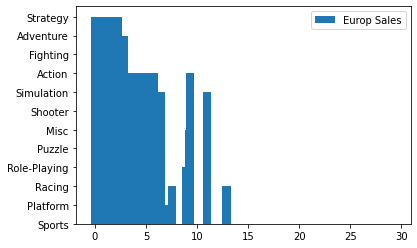 Strategy
Adventure
Fighting
Action
Simulation
Shooter
Misc
Puzzle
Role-Playing
Racing
Platform
Sports
Europ Sales
0 5 10 15 20 25 30